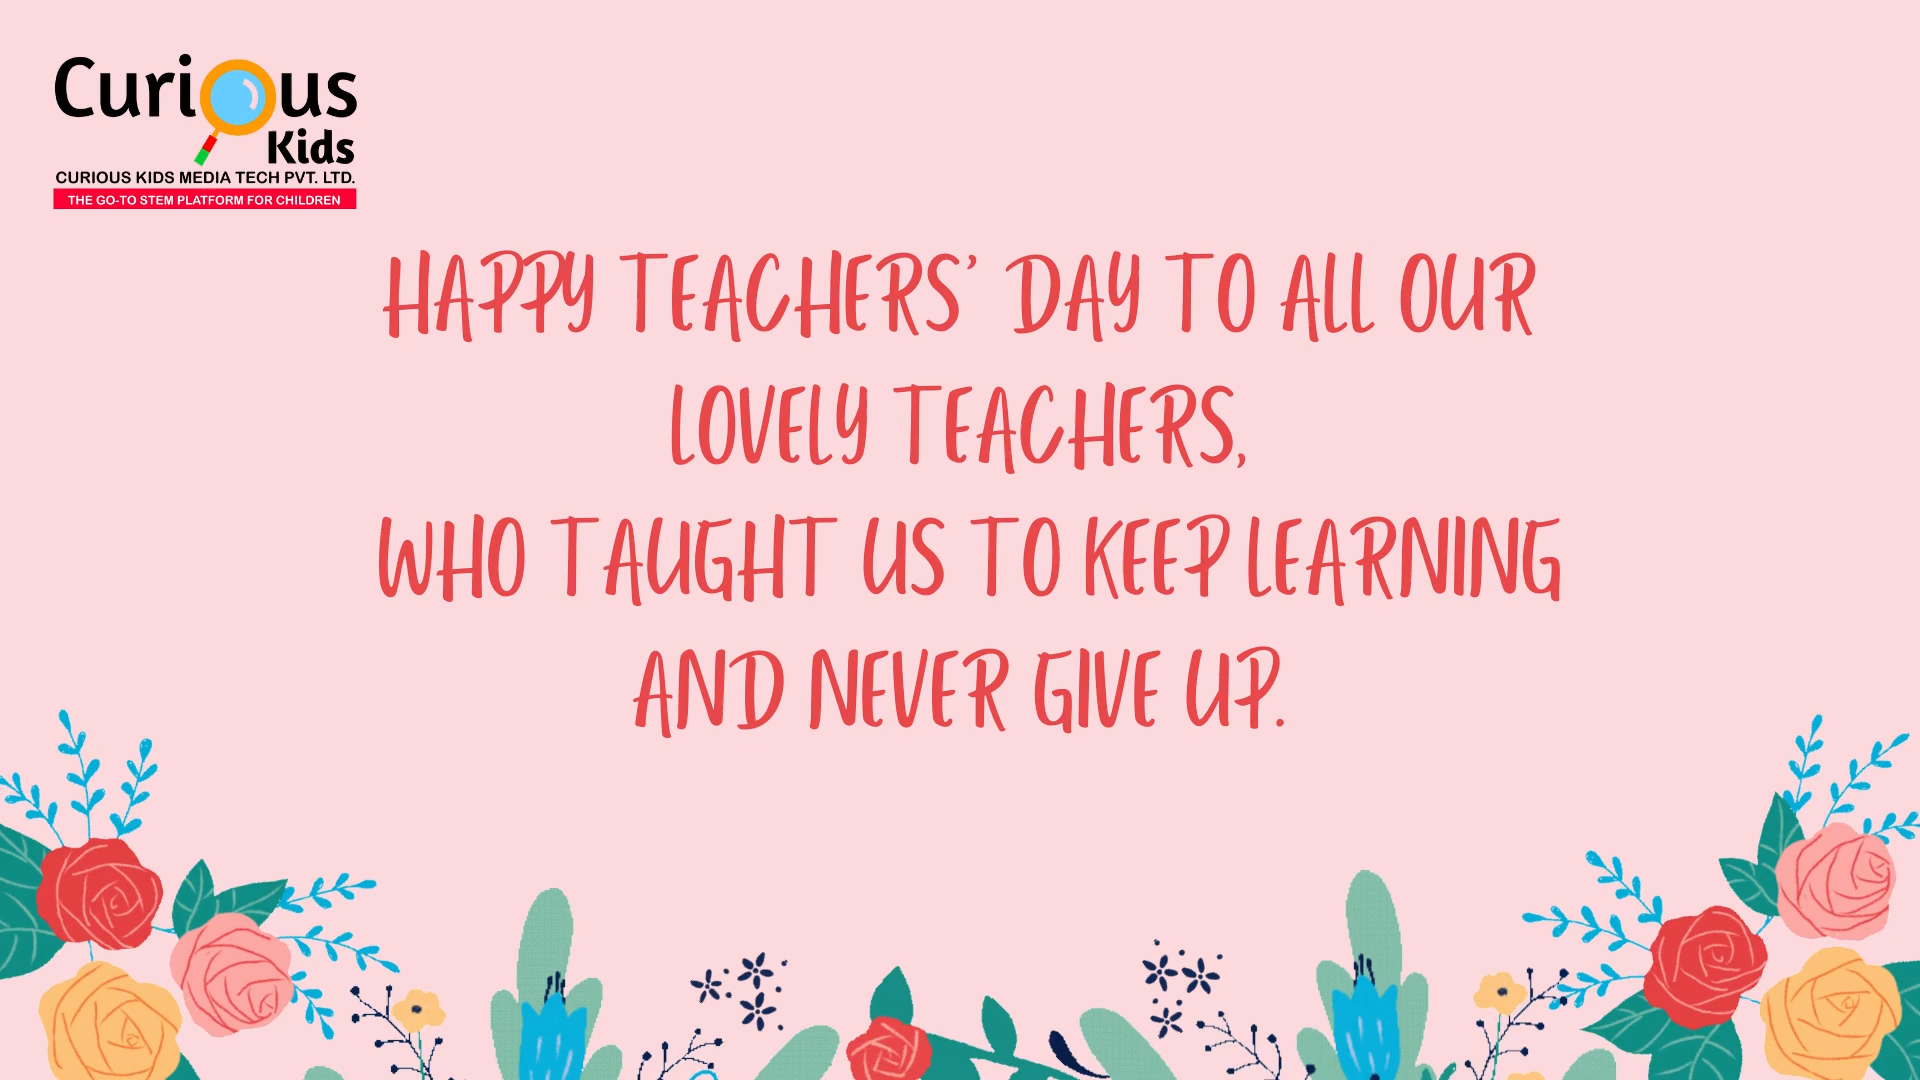 Curious
Kids
CURIOUS KIDS MEDIA TECH PVT. LTD.
THE GO-TO STEM PLATFORM FOR CHILDREN
HAPPY TEACHERS' DAY TO ALL OUR
LOVELY TEACHERS,
WHO TAUGHT US TO KEEP LEARNING
AND NEVER GIVE UP.